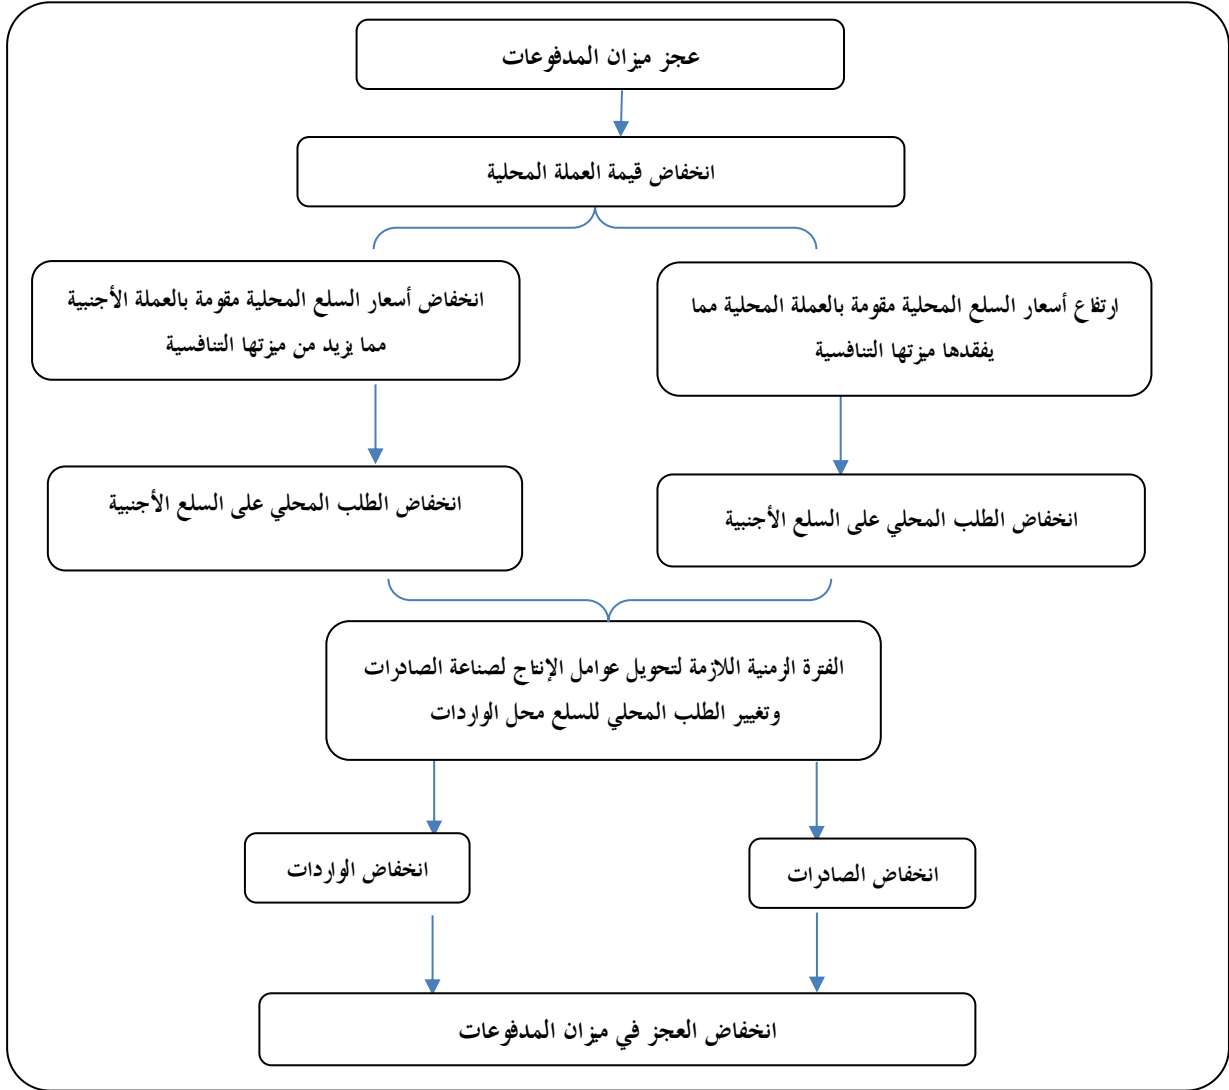 عجز ميزان المدفوعات
انخفاض قيمة العملة المحلية
ارتفاع أسعار السلع المحلية مقومة بالعملة المحلية مما
يفقدها ميزتها التنافسية
انخفاض أسعار السلع المحلية مقومة بالعملة الأجنبية
مما يزيد من ميزتها التنافسية
انخفاض الطلب المحلي على السلع الأجنبية
انخفاض الطلب المحلي على السلع الأجنبية
الفترة الزمنية اللازمة لتحويل عوامل الإنتاج لصناعة الصادرات
وتغيير الطلب المحلي للسلع محل الواردات
انخفاض الصادرات
انخفاض الواردات
انخفاض العجز في ميزان المدفوعات